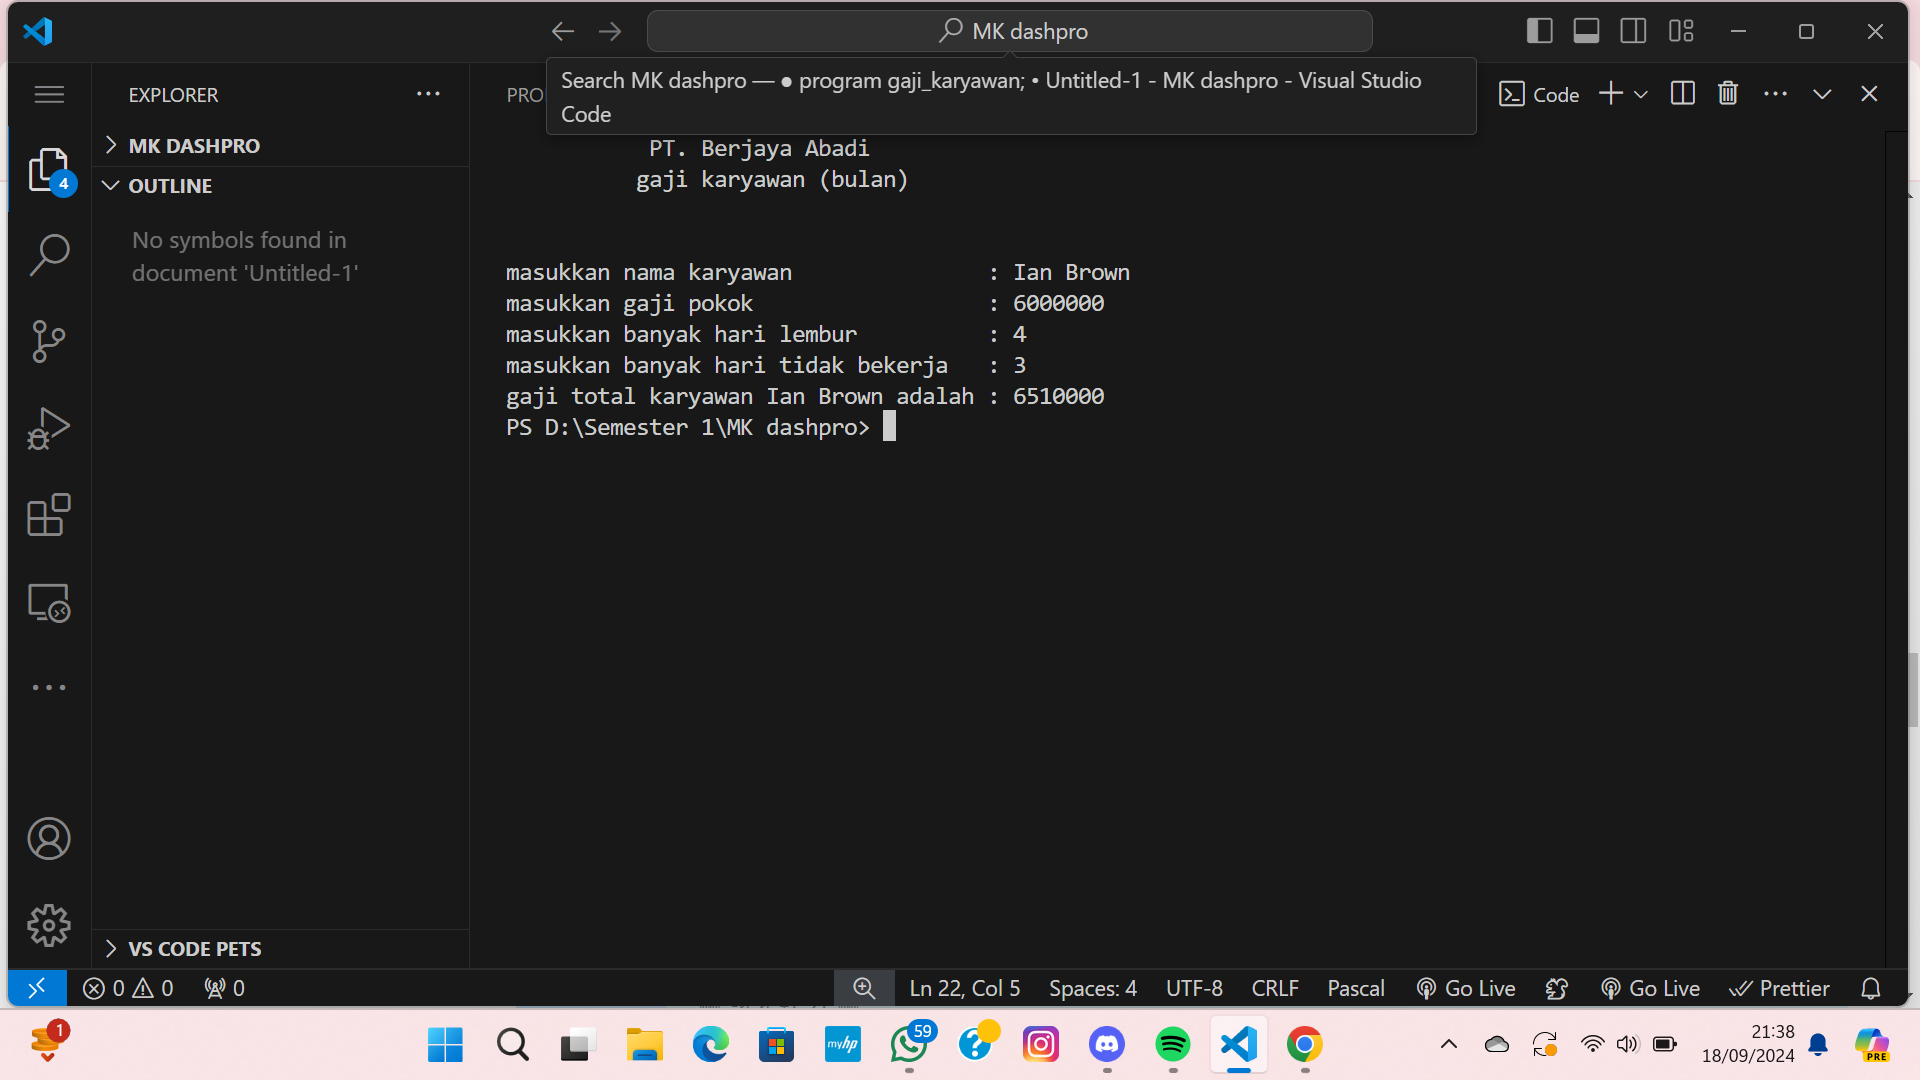 MK dashpro
Search MK dashpro — ● program gaji_karyawan; • Untitled-1 - MK dashpro - Visual Studio
Code
EXPLORER
PRO
Code
MK DASHPRO
OUTLINE
4
No symbols found in
document 'Untitled-1'
PT. Berjaya Abadi
gaji karyawan (bulan)
masukkan nama karyawan : Ian Brown
masukkan gaji pokok : 6000000
masukkan banyak hari lembur : 4
masukkan banyak hari tidak bekerja : 3
gaji total karyawan Ian Brown adalah : 6510000
PS D:\Semester 1\MK dashpro>
VS CODE PETS
0 0 0 Ln 22, Col 5 Spaces: 4 UTF-8 CRLF Pascal Go Live Go Live Prettier
1
myhp
59
21:38
18/09/2024
PRE